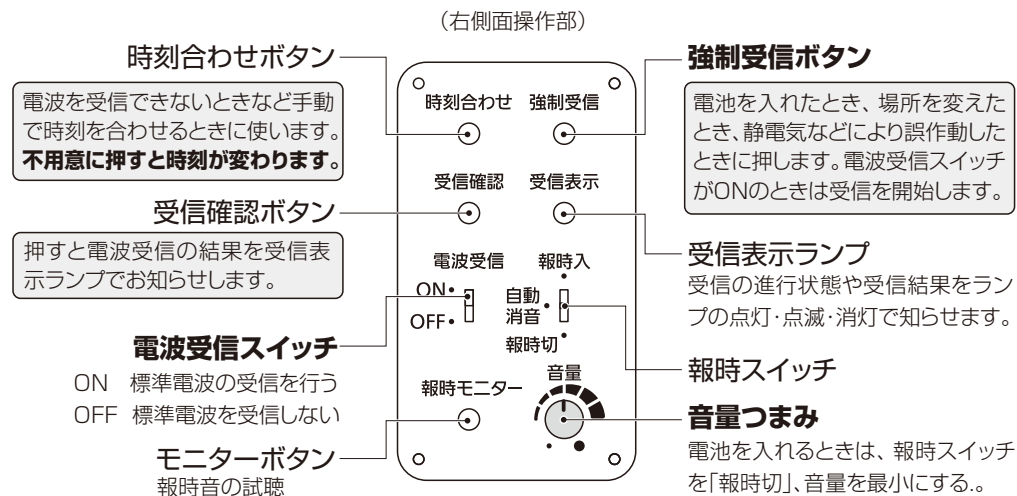 (右側面操作部)
時刻合わせボタン
電波を受信できないときなど手動
で時刻を合わせるときに使います。
不用意に押すと時刻が変わります。
受信確認ボタン
押すと電波受信の結果を受信表
示ランプでお知らせします。
電波受信スイッチ
ON 標準電波の受信を行う
OFF 標準電波を受信しない
モニターボタン
報時音の試聴
時刻合わせ 強制受信
受信確認 受信表示
電波受信 報時入
ON
自動
消音
OFF
報時切
音量
報時モニター
強制受信ボタン
電池を入れたとき、場所を変えた
とき、静電気などにより誤作動した
ときに押します。電波受信スイッチ
がONのときは受信を開始します。
受信表示ランプ
受信の進行状態や受信結果をラン
プの点灯・点滅・消灯で知らせます。
報時スイッチ
音量つまみ
電池を入れるときは、報時スイッチ
を「報時切」、音量を最小にする.。